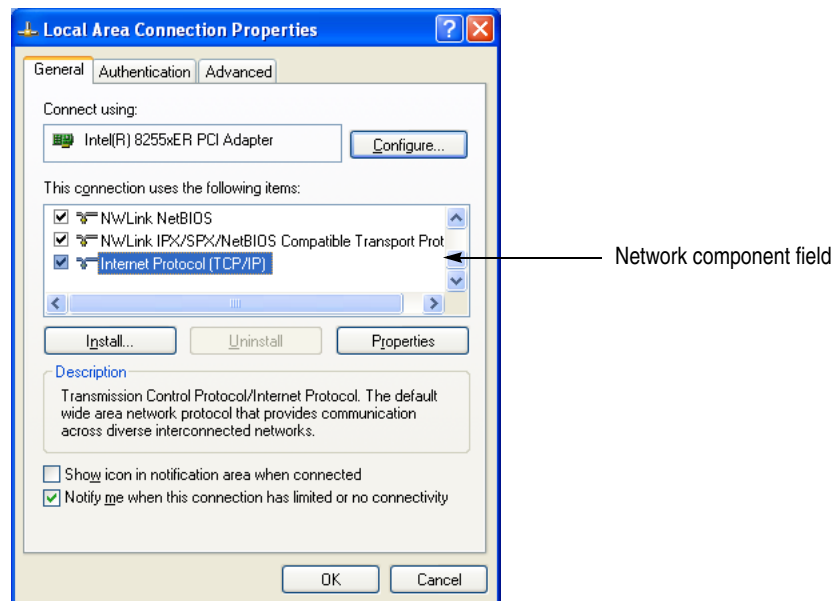 Local Area Connection Properties
General Authentication Advanced
Connect using:
Intel(R) 8255xER PCI Adapter Configure...
This connection uses the following items:
NWLink NetBIOS
NWLink IPX/SPX/NetBIOS Compatible Transport Prot
Internet Protocol (TCP/IP)
Network component field
Install... Uninstall Properties
Description
Transmission Control Protocol/Internet Protocol. The default
wide area network protocol that provides communication
across diverse interconnected networks.
Show icon in notification area when connected
Notify me when this connection has limited or no connectivity
OK Cancel